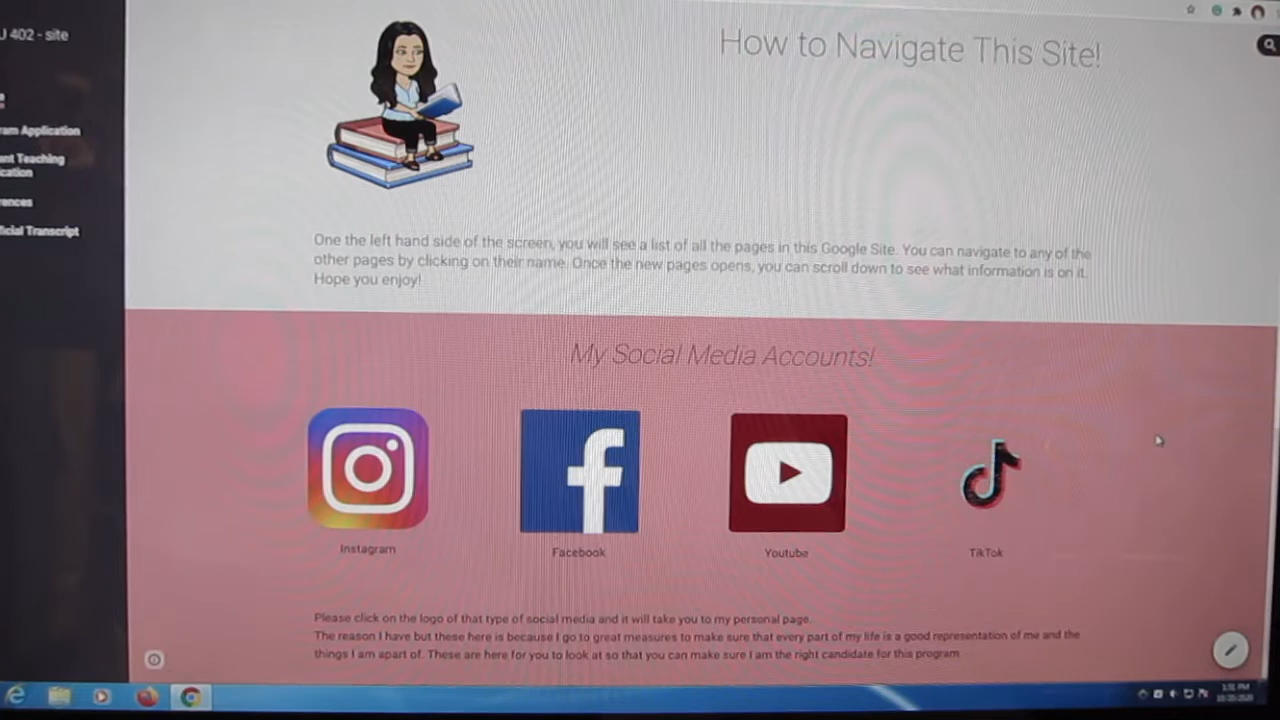 J 402 - site
How to Navigate This Site!
e
ram Application
ent Teaching
ication
rences
ficial Transcript
One the left hand side of the screen, you will see a list of all the pages in this Google Site. You can navigate to any of the
other pages by clicking on their name. Once the new pages opens, you can scroll down to see what information is on it.
Hope you enjoy!
My Social Media Accounts!
Instagram
Facebook
Youtube
TikTok
Please click on the logo of that type of social media and it will take you to my personal page.
The reason I have but these here is because I go to great measures to make sure that every part of my life is a good representation of me and the
things I am apart of. These are here for you to look at so that you can make sure I am the right candidate for this program